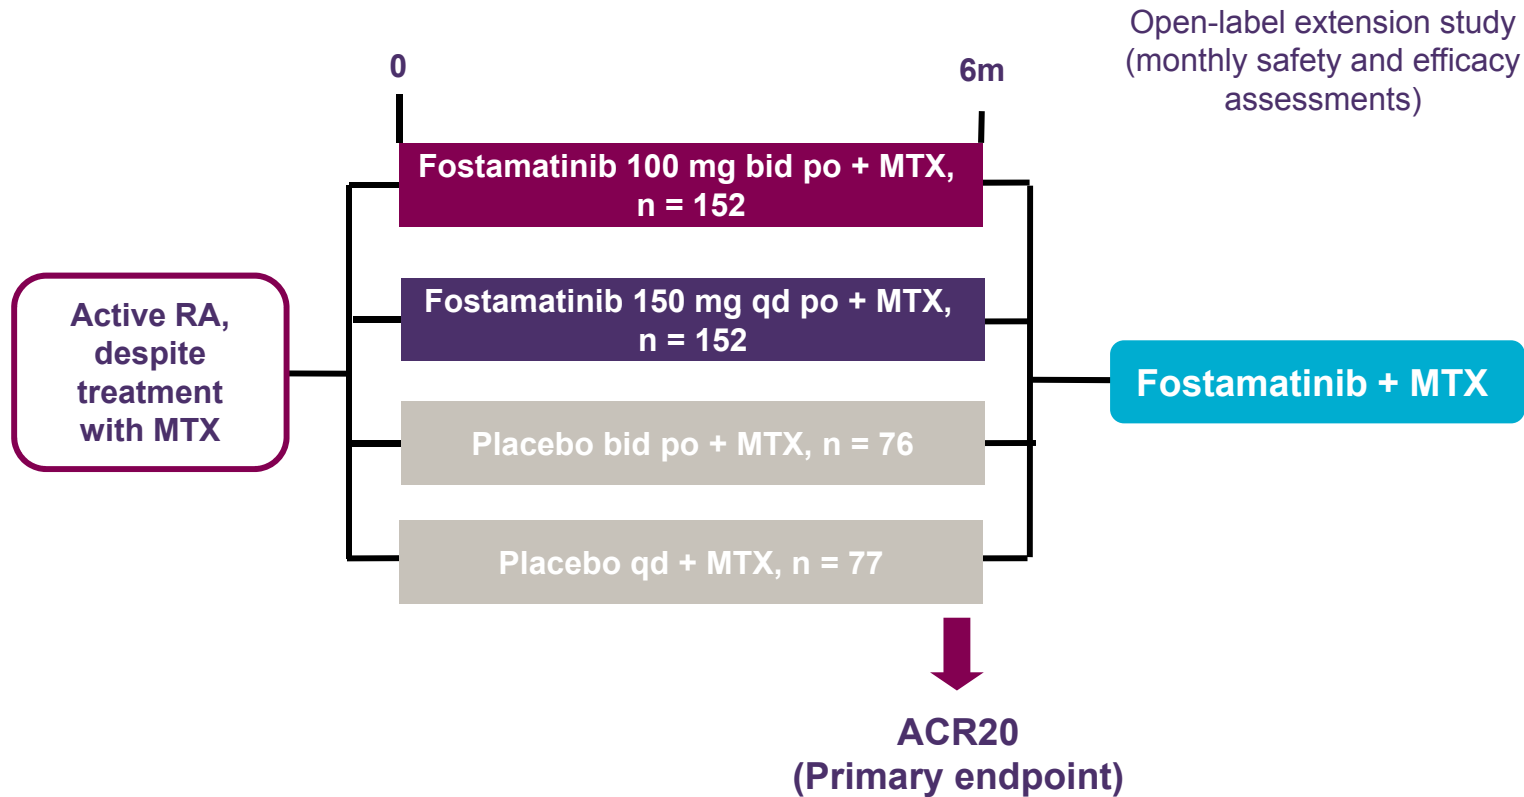 Open-label extension study
(monthly safety and efficacy
assessments)
0
6m
Fostamatinib 100 mg bid po + MTX,
n = 152
Fostamatinib 150 mg qd po + MTX,
n = 152
Active RA,
despite
treatment
with MTX
Fostamatinib + MTX
Placebo bid po + MTX, n = 76
Placebo qd + MTX, n = 77
ACR20
(Primary endpoint)